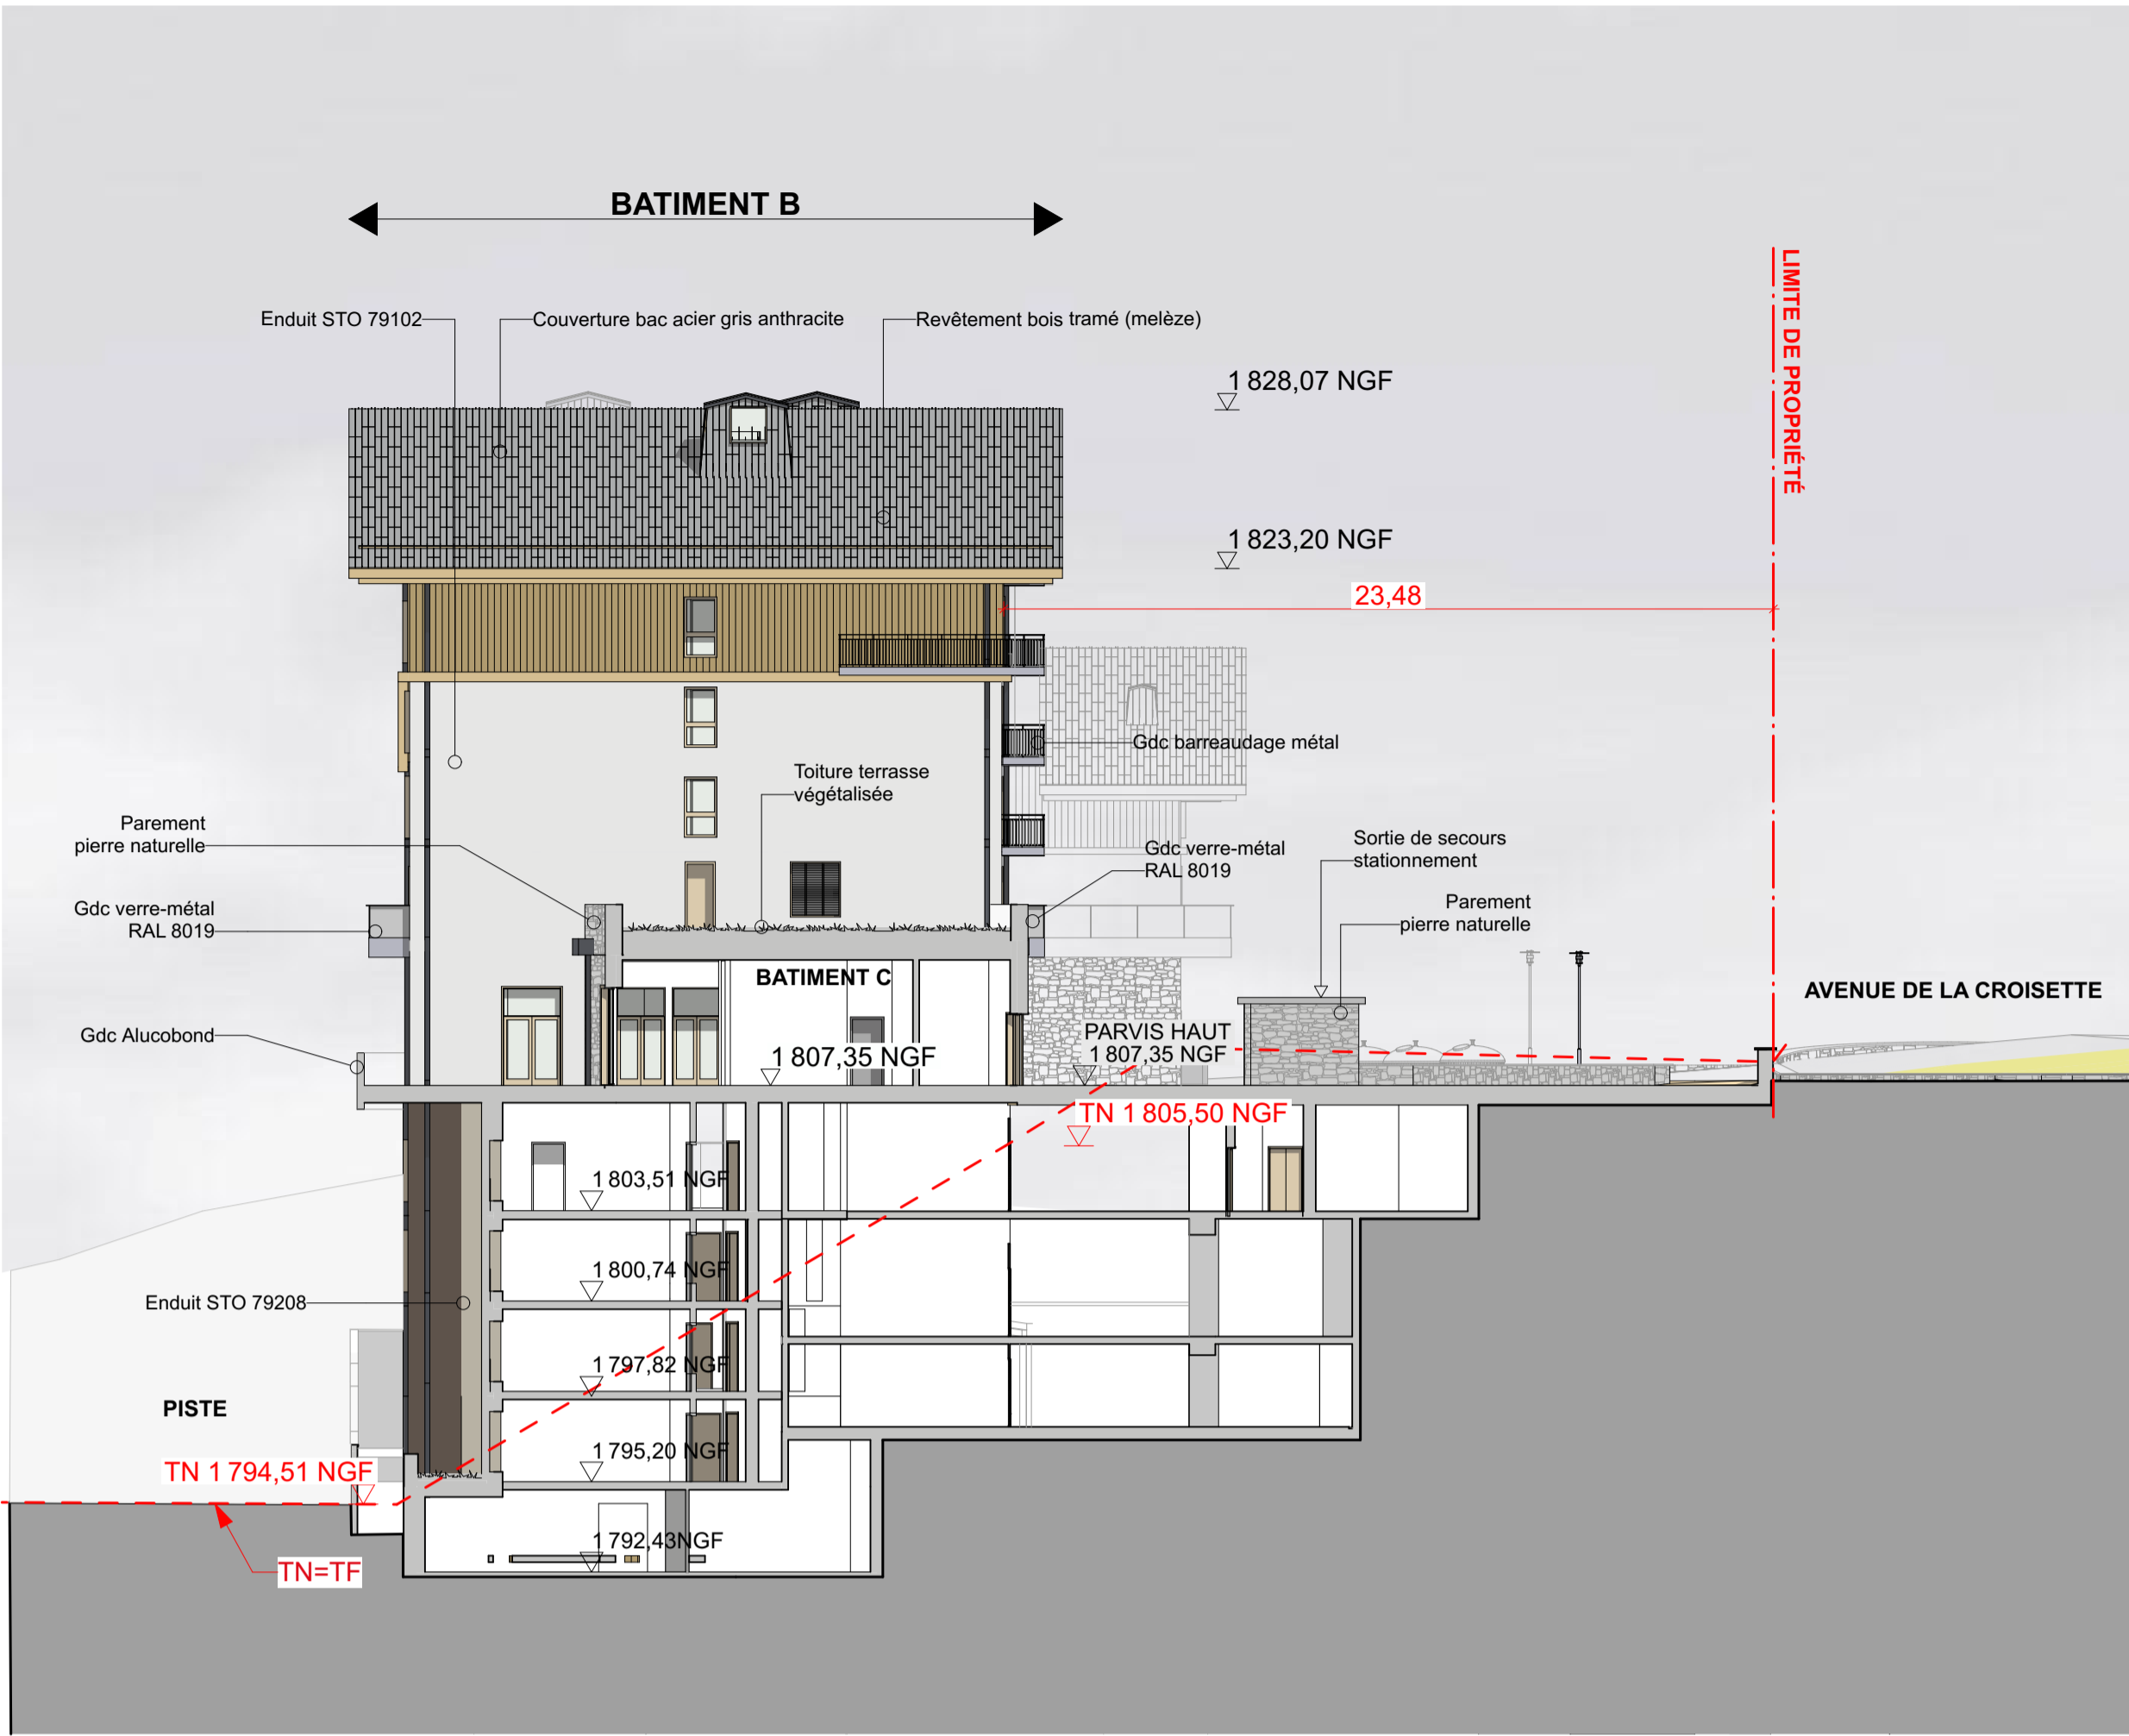 BATIMENT B
LIMITE DE PROPRIÉTÉ
Enduit STO 79102
Couverture bac acier gris anthracite
Revêtement bois tramé (melèze)
1 828,07 NGF
1 823,20 NGF
23,48
Gdc barreaudage métal
Toiture terrasse
végétalisée
Parement
pierre naturelle
Gdc verre-métal
RAL 8019
Sortie de secours
stationnement
Parement
pierre naturelle
Gdc verre-métal
RAL 8019
BATIMENT C
AVENUE DE LA CROISETTE
Gdc Alucobond
PARVIS HAUT
1 807,35 NGF
1 807,35 NGF
TN 1 805,50 NGF
1 803,51 NGF
1 800,74 NGF
Enduit STO 79208
1 797,82 NGF
PISTE
1 795,20 NGF
TN 1 794,51 NGF
1 792,43NGF
TN=TF